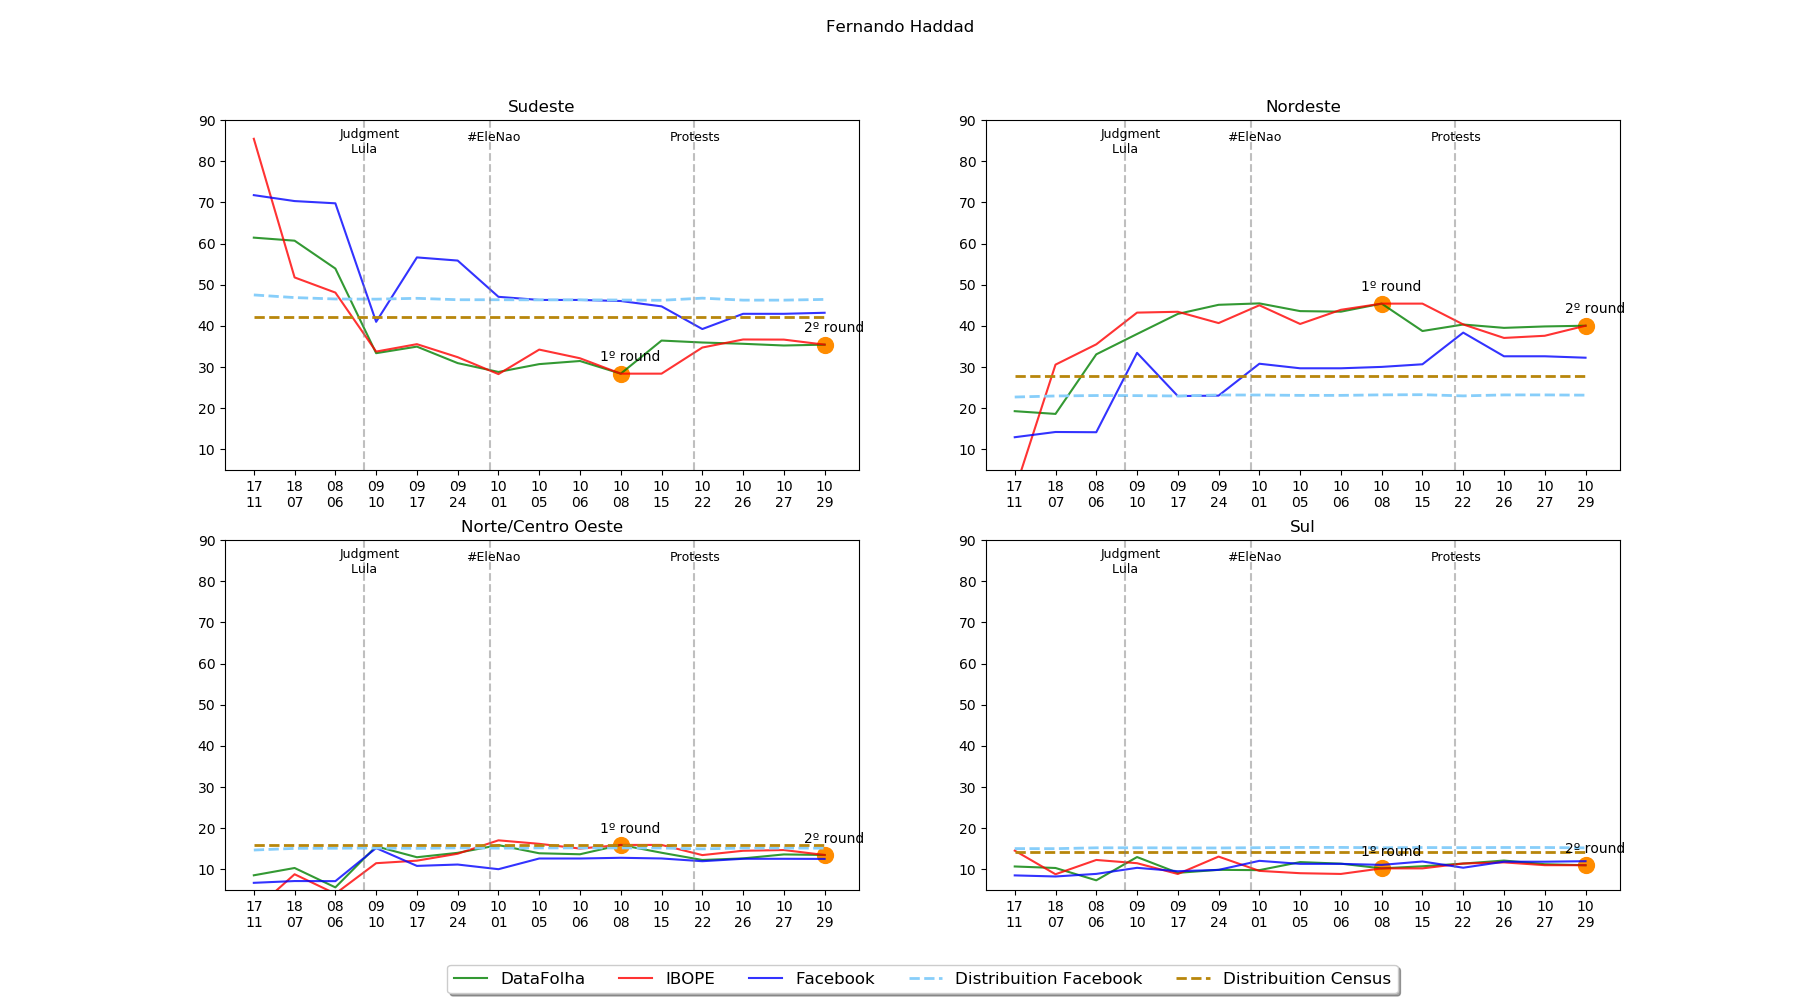 Fernando Haddad
Sudeste
90
80
70
60
50
40
30
20
10
Judgment
Lula
#EleNao
Protests
1º round
2º round
17 18 08 09 09 09 10 10 10 10 10 10 10 10 10
11 07 06 10 17 24 01 05 06 08 15 22 26 27 29
Nordeste
90
80
70
60
50
40
30
20
10
Judgment
Lula
#EleNao
Protests
1º round
2º round
17 18 08 09 09 09 10 10 10 10 10 10 10 10 10
11 07 06 10 17 24 01 05 06 08 15 22 26 27 29
Norte/Centro Oeste
90
80
70
60
50
40
30
20
10
Judgment
Lula
#EleNao
Protests
1º round
2º round
17 18 08 09 09 09 10 10 10 10 10 10 10 10 10
11 07 06 10 17 24 01 05 06 08 15 22 26 27 29
Sul
90
80
70
60
50
40
30
20
10
Judgment
Lula
#EleNao
Protests
1º round
2º round
17 18 08 09 09 09 10 10 10 10 10 10 10 10 10
11 07 06 10 17 24 01 05 06 08 15 22 26 27 29
DataFolha IBOPE Facebook Distribuition Facebook Distribuition Census